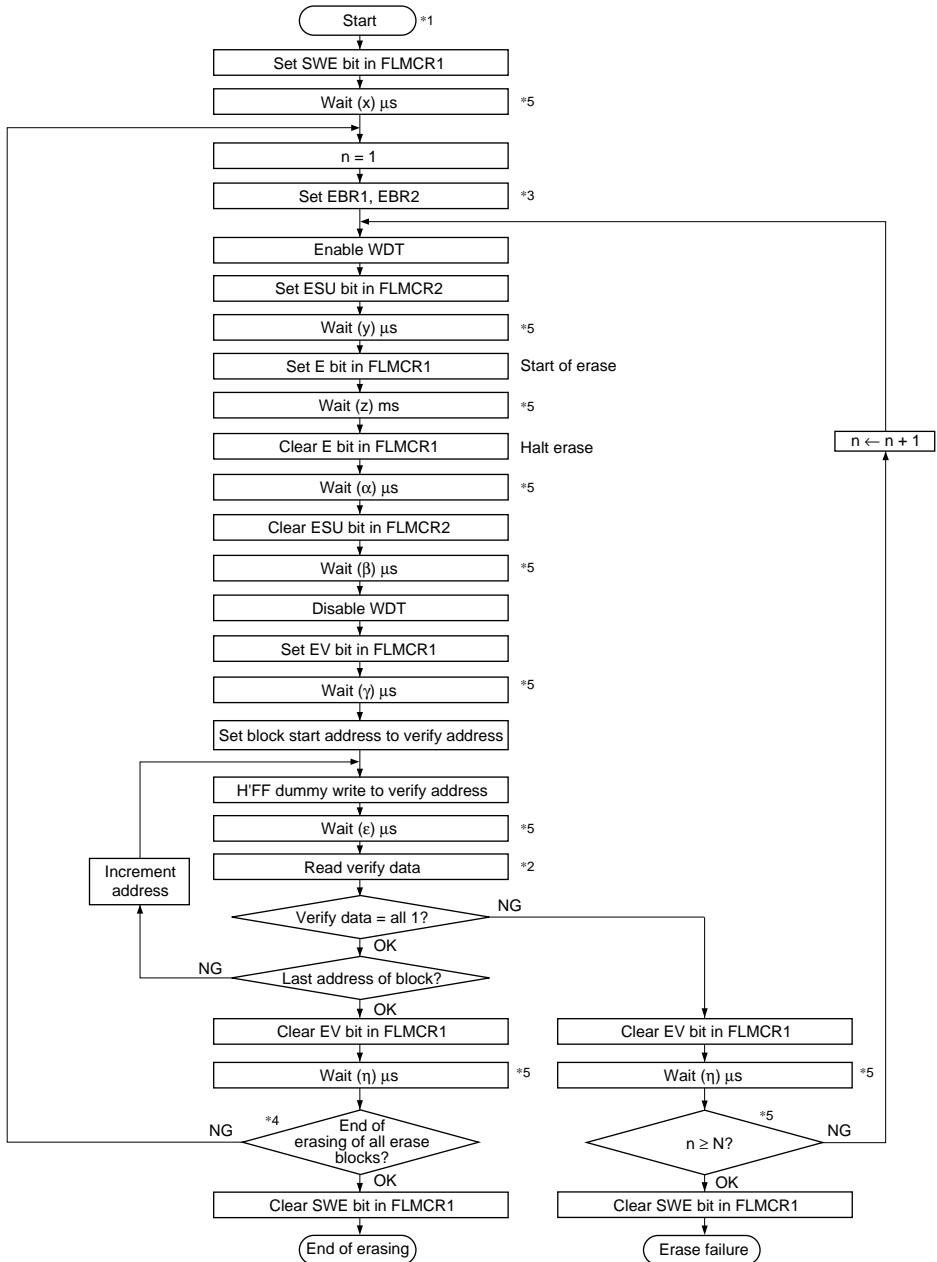 Start *1
Set SWE bit in FLMCR1
Wait (x) μs *5
n = 1
Set EBR1, EBR2 *3
Enable WDT
Set ESU bit in FLMCR2
Wait (y) μs *5
Set E bit in FLMCR1 Start of erase
Wait (z) ms *5
n ← n + 1
Clear E bit in FLMCR1 Halt erase
Wait (α) μs *5
Clear ESU bit in FLMCR2
Wait (β) μs *5
Disable WDT
Set EV bit in FLMCR1
Wait (γ) μs *5
Set block start address to verify address
H'FF dummy write to verify address
Wait (ε) μs *5
Increment
address
Read verify data *2
Verify data = all 1?
NG
OK
NG
Last address of block?
OK
Clear EV bit in FLMCR1
Clear EV bit in FLMCR1
Wait (η) μs *5
Wait (η) μs *5
NG
*4
End of
erasing of all erase
blocks?
*5
n ≥ N?
NG
OK
OK
Clear SWE bit in FLMCR1
Clear SWE bit in FLMCR1
End of erasing
Erase failure